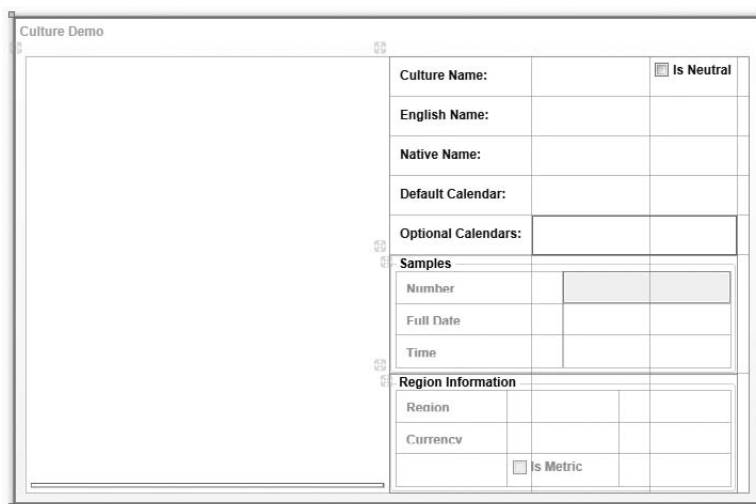 Culture Demo
Culture Name:
Is Neutral
English Name:
Native Name:
Default Calendar:
Optional Calendars:
Samples
Number
Full Date
Time
Region Information
Region
Currency
Is Metric